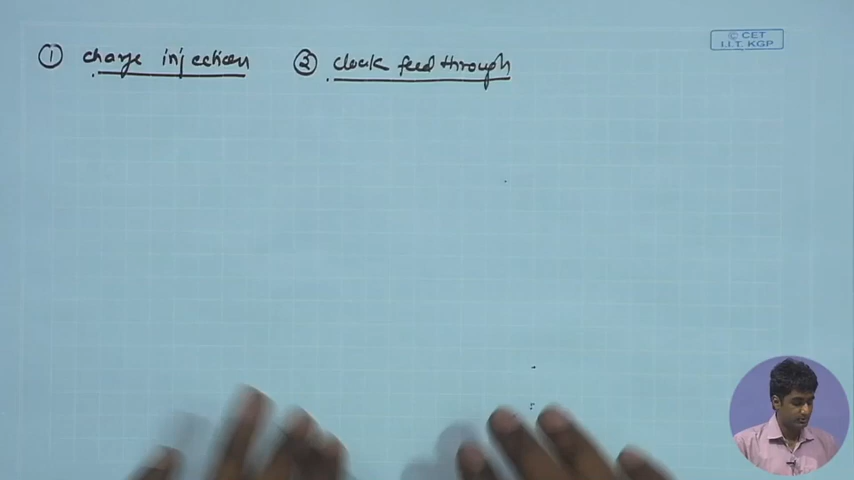 ① charge injection ② clock feed through
© CET
I.I.T. KGP